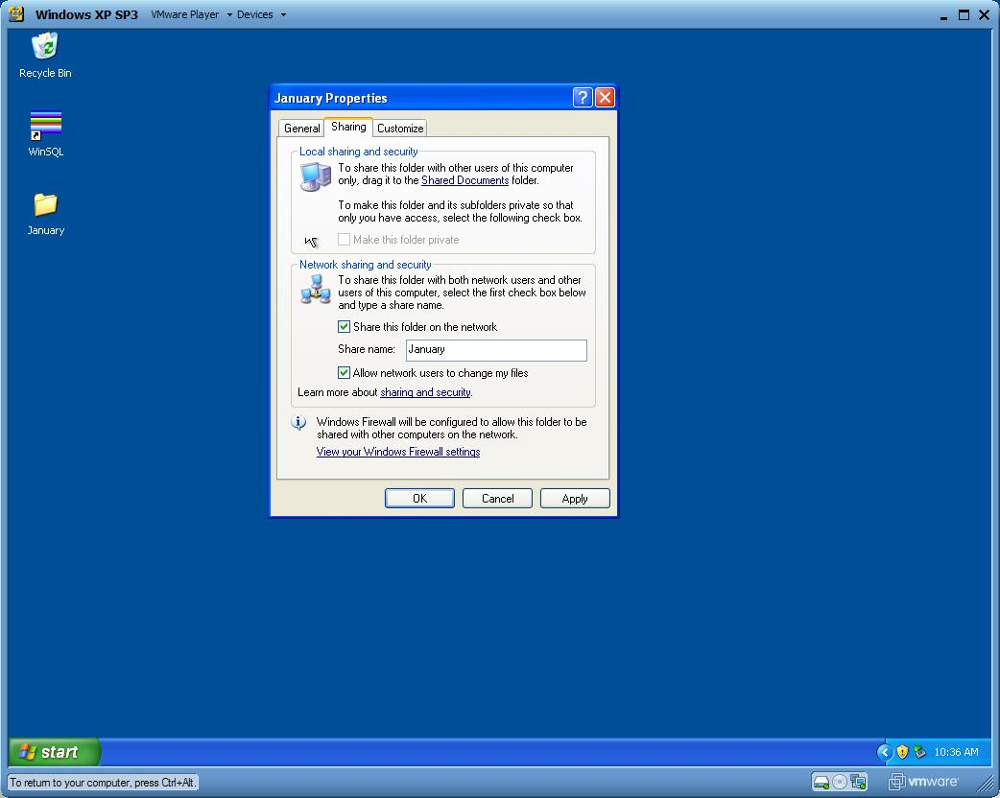 Windows XP SP3 VMware Player Devices
Recycle Bin
WinSQL
January
January Properties
General Sharing Customize
Local sharing and security
To share this folder with other users of this computer
only, drag it to the Shared Documents folder.
To make this folder and its subfolders private so that
only you have access, select the following check box.
Make this folder private
Network sharing and security
To share this folder with both network users and other
users of this computer, select the first check box below
and type a share name.
Share this folder on the network
Share name: January
Allow network users to change my files
Learn more about sharing and security.
Windows Firewall will be configured to allow this folder to be
shared with other computers on the network.
View your Windows Firewall settings
OK Cancel Apply
start 10:36 AM
To return to your computer, press Ctrl+Alt. vmware